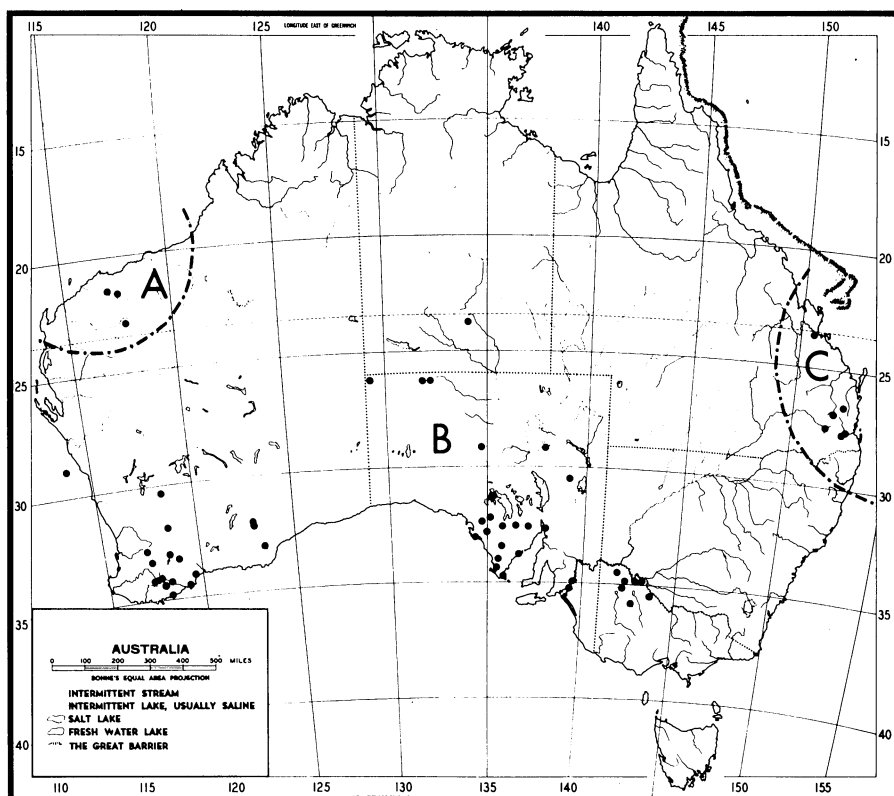 115 120 125 LONGITUDE EAST OF GREENWICH 140 145 150
15 15
20 20
A
C
25 25
B
30 30
35 35
AUSTRALIA
0 100 200 300 400 500 MILES
BONNE'S EQUAL AREA PROJECTION
INTERMITTENT STREAM
INTERMITTENT LAKE, USUALLY SALINE
SALT LAKE
FRESH WATER LAKE
THE GREAT BARRIER
40 40
110 115 120 125 130 135 140 150 155